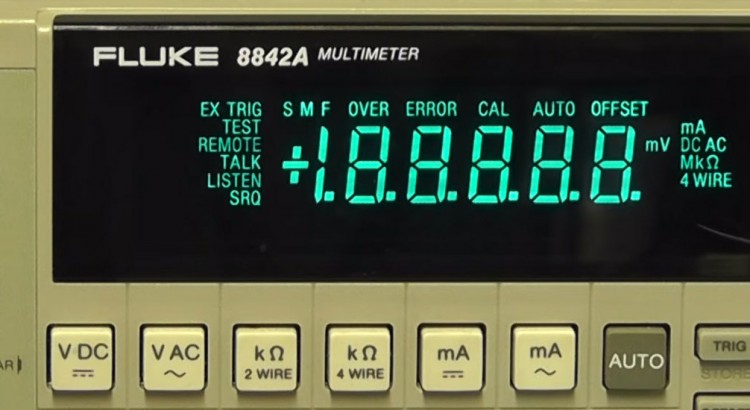 FLUKE 8842A MULTIMETER
EX TRIG S M F OVER ERROR CAL AUTO OFFSET
TEST
REMOTE
TALK
LISTEN
SRQ
±1.8.8.8.8.8.
mV
mA
DC AC
MkΩ
4 WIRE
V DC
V AC
kΩ
2 WIRE
kΩ
4 WIRE
mA
mA
AUTO
TRIG
STORE